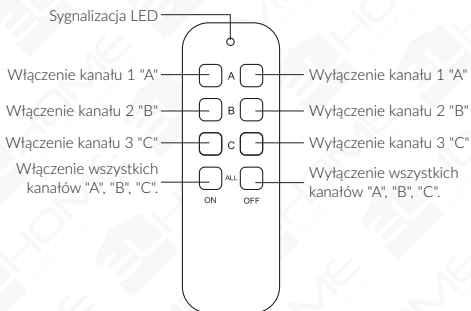 Sygnalizacja LED
Włączenie kanału 1 "A"
A
Wyłączenie kanału 1 "A"
Włączenie kanału 2 "B"
B
Wyłączenie kanału 2 "B"
Włączenie kanału 3 "C"
C
Wyłączenie kanału 3 "C"
Włączenie wszystkich
kanałów "A", "B", "C".
ALL
Wyłączenie wszystkich
kanałów "A", "B", "C".
ON
OFF